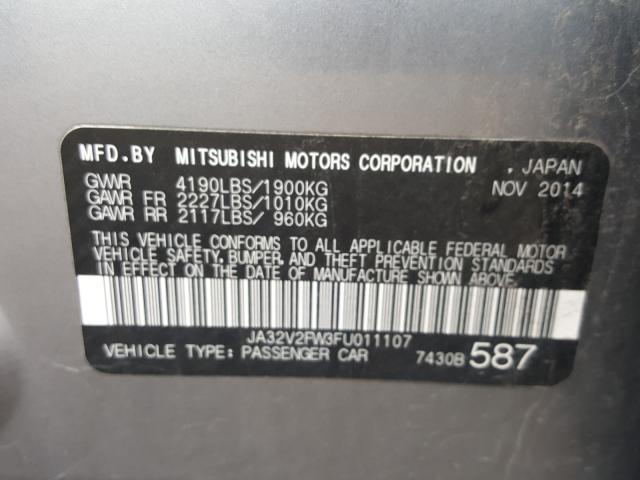 MFD.BY MITSUBISHI MOTORS CORPORATION , JAPAN
GVWR 4190LBS/1900KG NOV 2014
GAWR FR 2227LBS/1010KG
GAWR RR 2117LBS/ 960KG
THIS VEHICLE CONFORMS TO ALL APPLICABLE FEDERAL MOTOR
VEHICLE SAFETY, BUMPER, AND THEFT PREVENTION STANDARDS
IN EFFECT ON THE DATE OF MANUFACTURE SHOWN ABOVE.
JA32V2FW3FU011107
VEHICLE TYPE: PASSENGER CAR 7430B 587